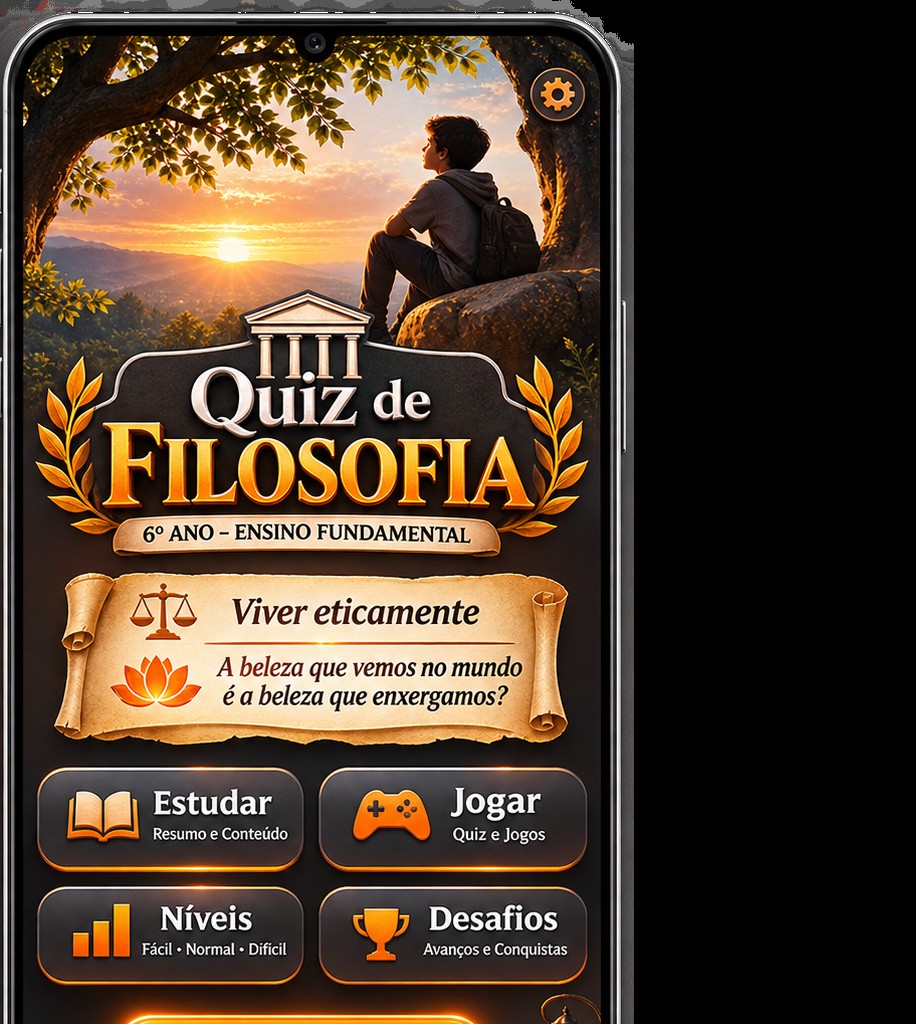 Quiz de
FILOSOFIA
6º ANO – ENSINO FUNDAMENTAL
Viver eticamente
A beleza que vemos no mundo
é a beleza que enxergamos?
Estudar
Resumo e Conteúdo
Jogar
Quiz e Jogos
Níveis
Fácil • Normal • Difícil
Desafios
Avanços e Conquistas